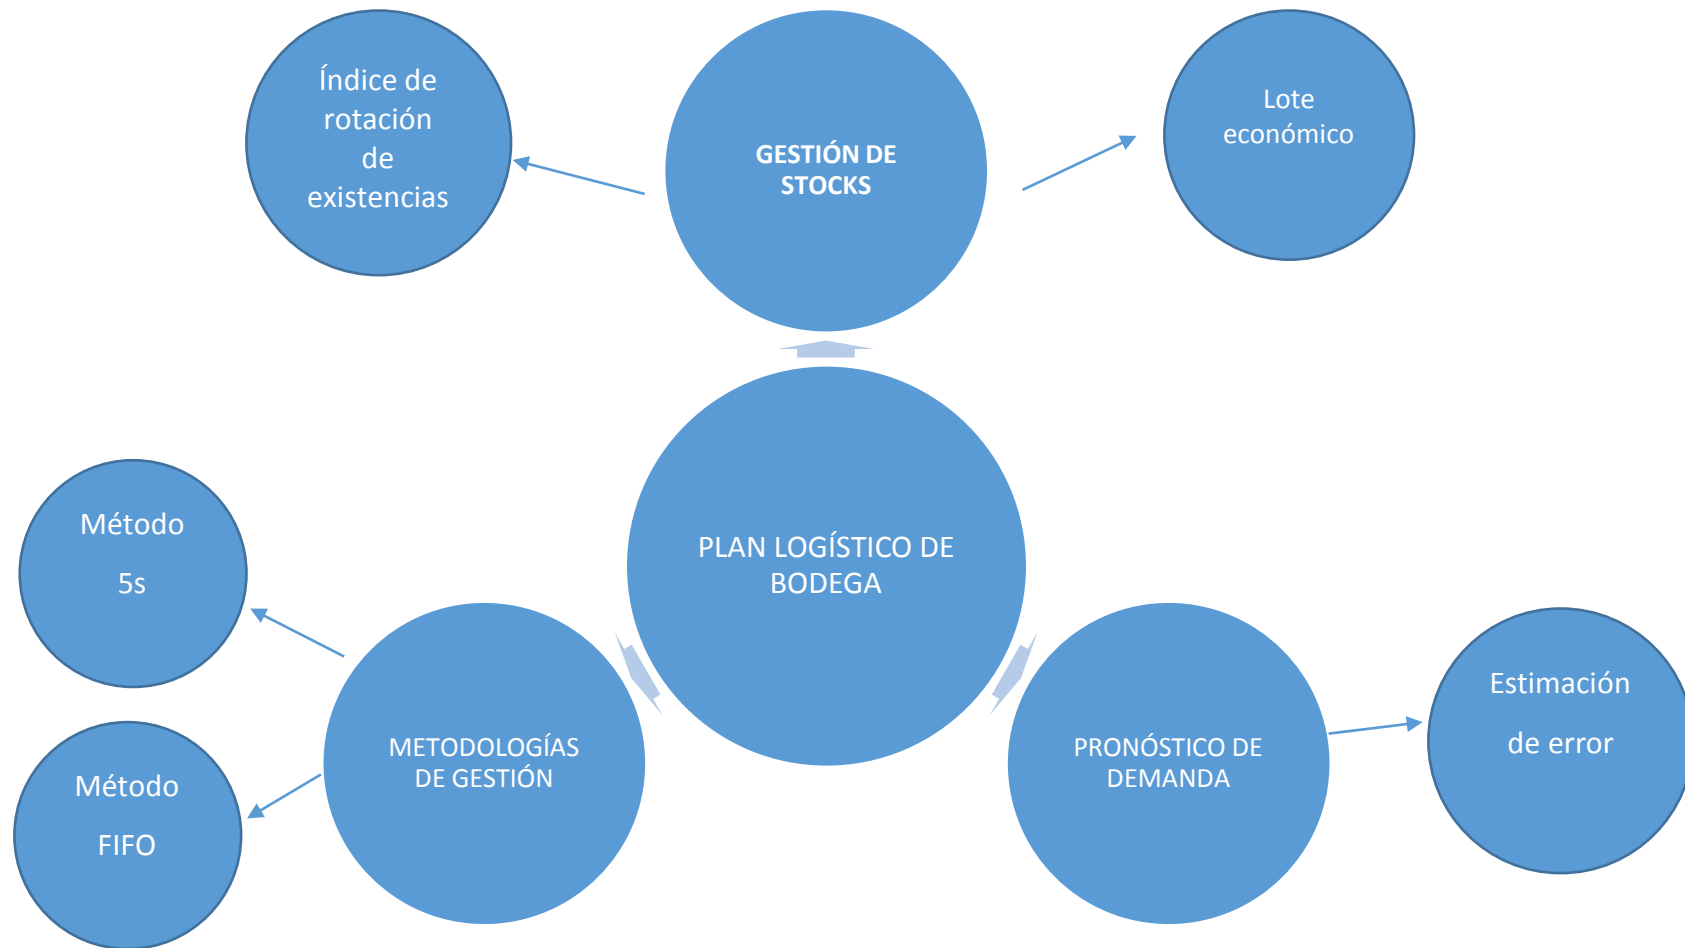 Índice de
rotación
de
existencias
GESTIÓN DE
STOCKS
Lote
económico
PLAN LOGÍSTICO DE
BODEGA
Método
5s
METODOLOGÍAS
DE GESTIÓN
Método
FIFO
PRONÓSTICO DE
DEMANDA
Estimación
de error